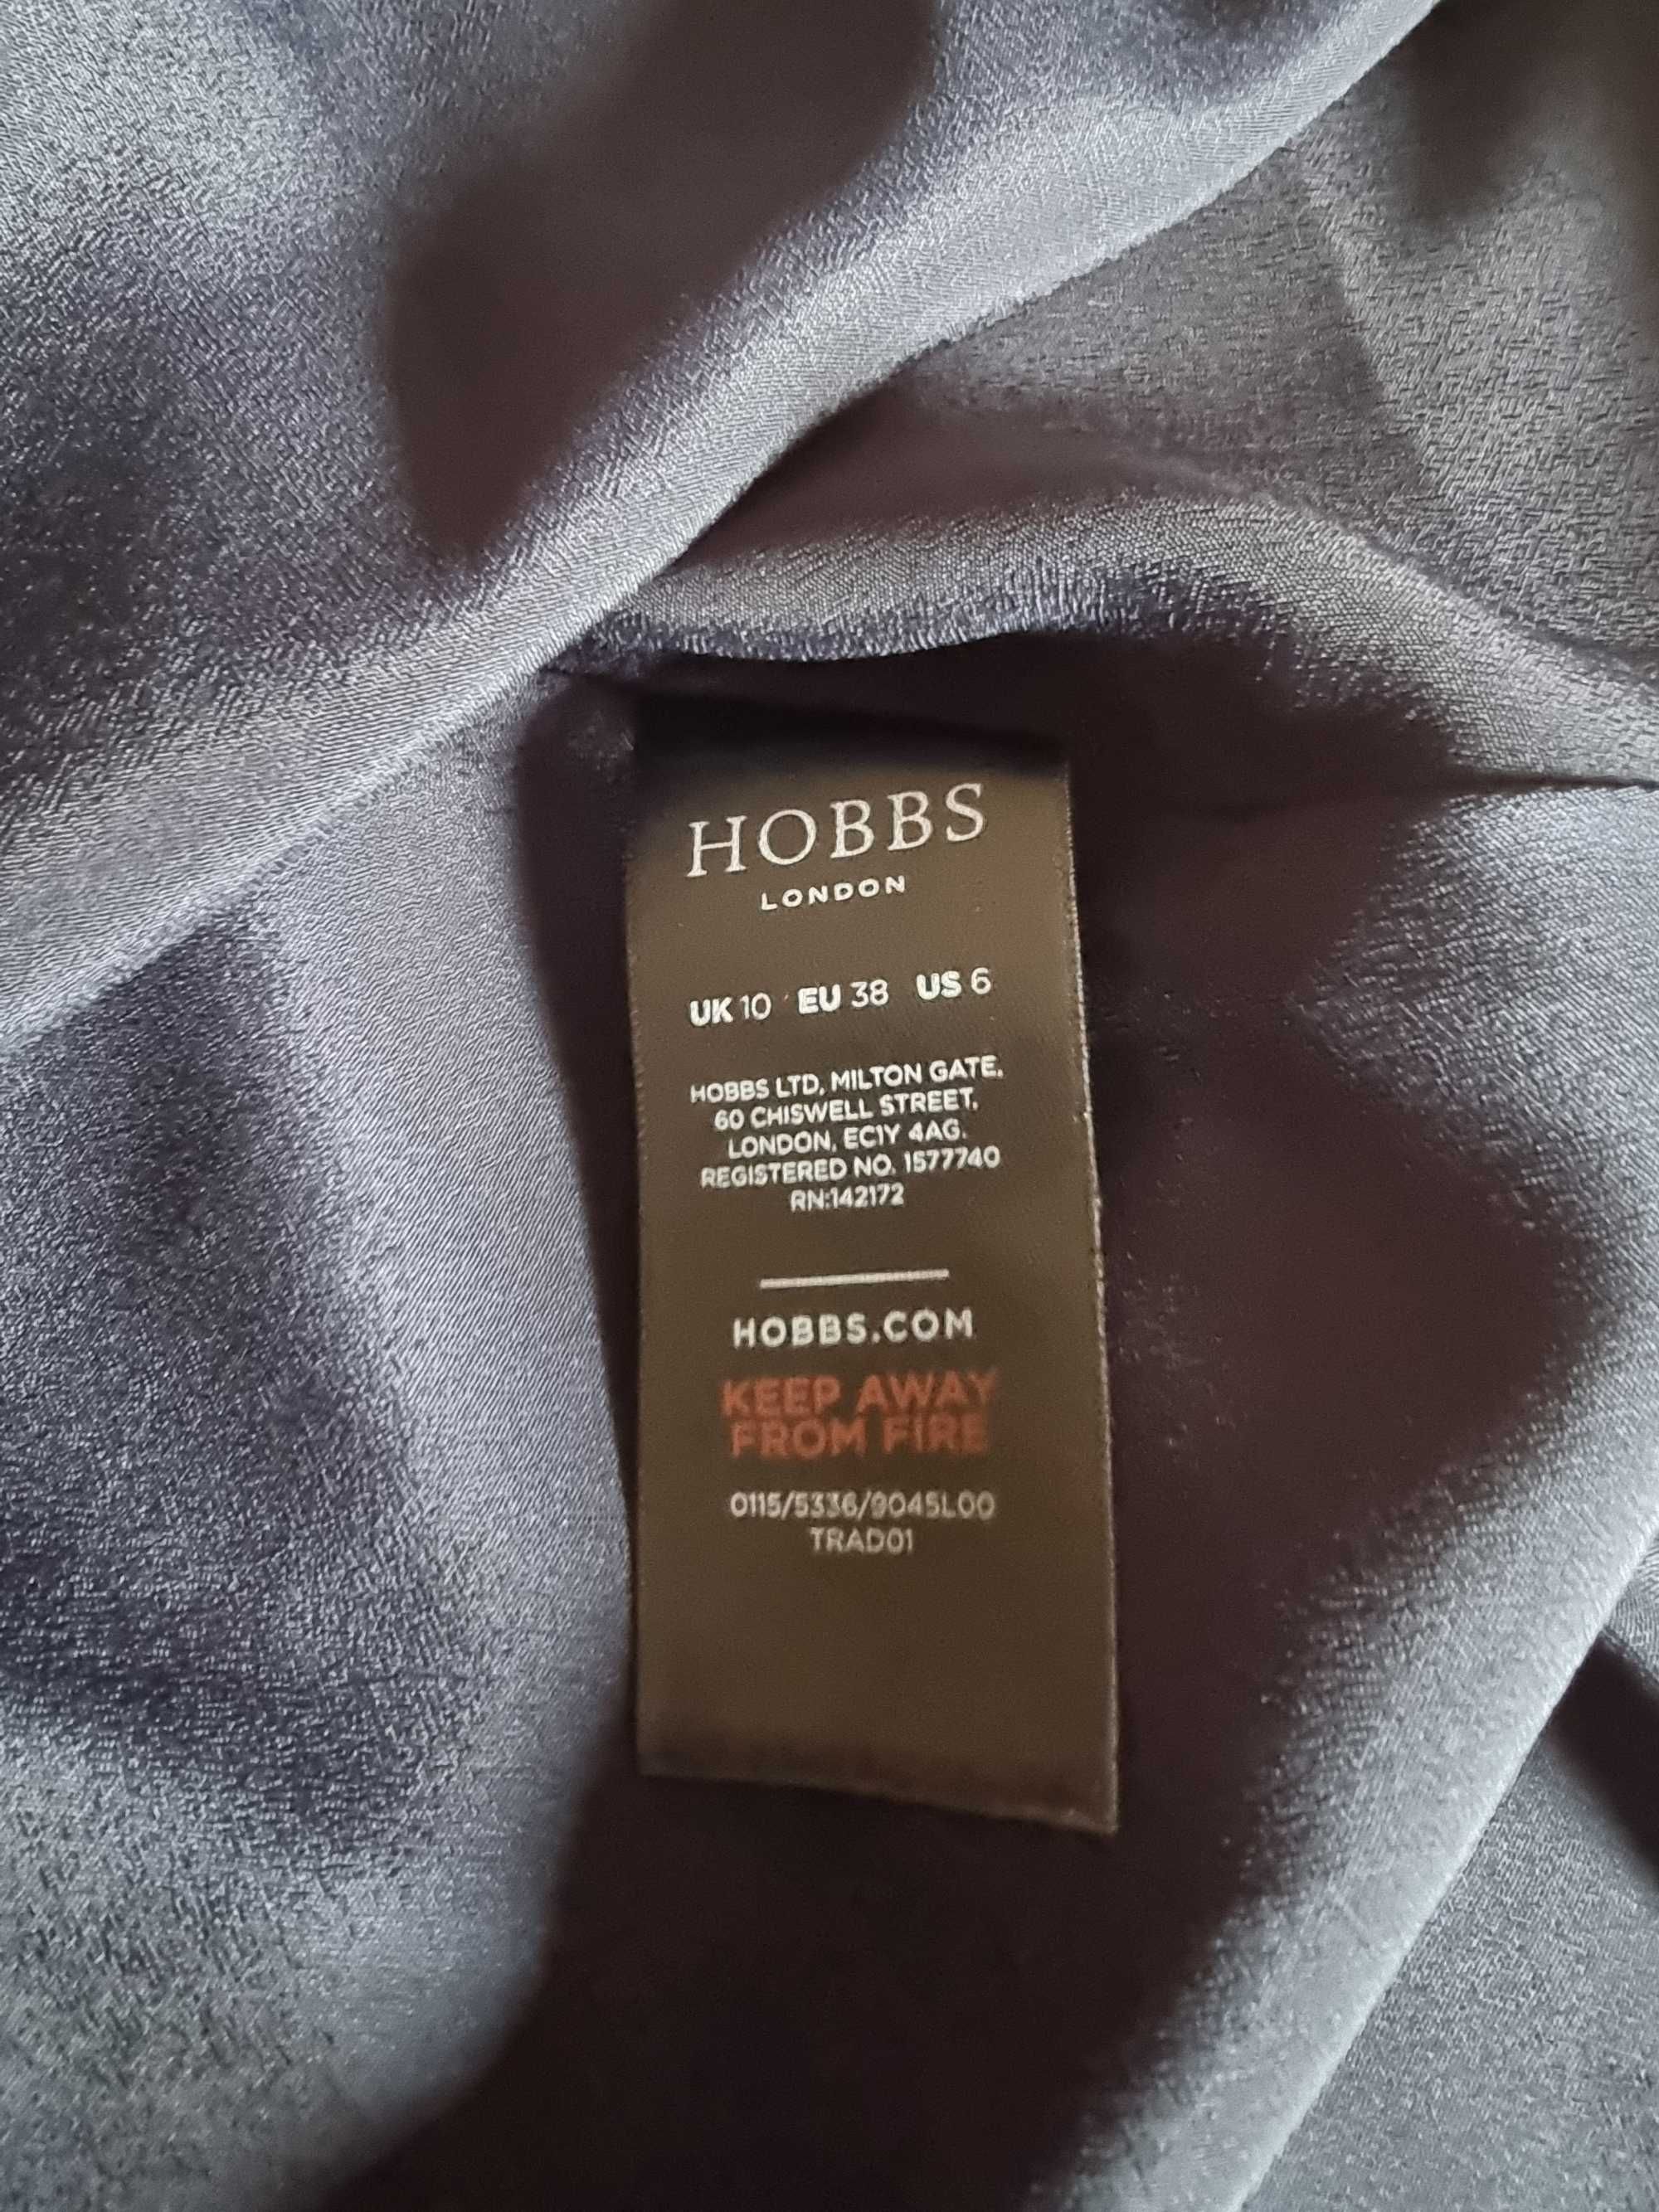 HOBBS
LONDON
UK 10 EU 38 US 6
HOBBS LTD, MILTON GATE,
60 CHISWELL STREET,
LONDON, EC1Y 4AG.
REGISTERED NO. 1577740
RN:142172
HOBBS.COM
KEEP AWAY
FROM FIRE
0115/5336/9045L00
TRAD01